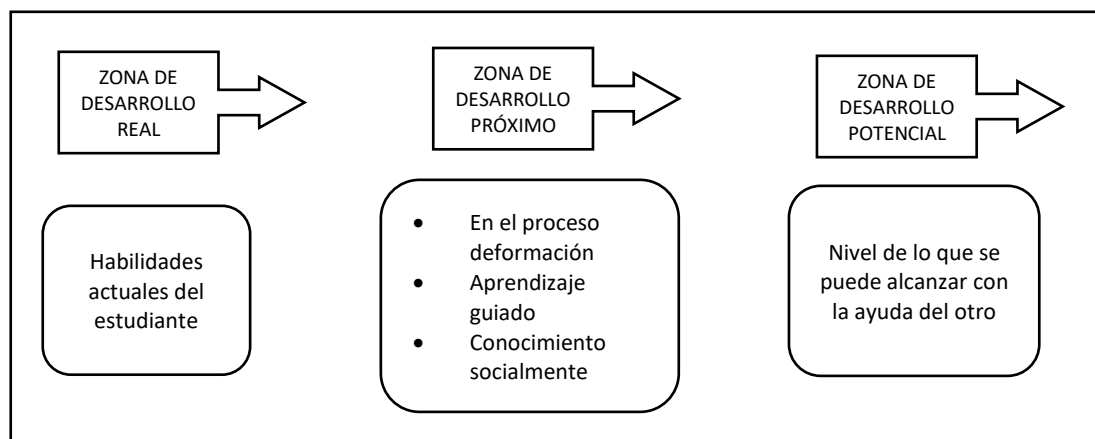 ZONA DE
DESARROLLO
REAL
ZONA DE
DESARROLLO
PRÓXIMO
ZONA DE
DESARROLLO
POTENCIAL
Habilidades
actuales del
estudiante
• En el proceso
deformación
• Aprendizaje
guiado
• Conocimiento
socialmente
Nivel de lo que se
puede alcanzar con
la ayuda del otro